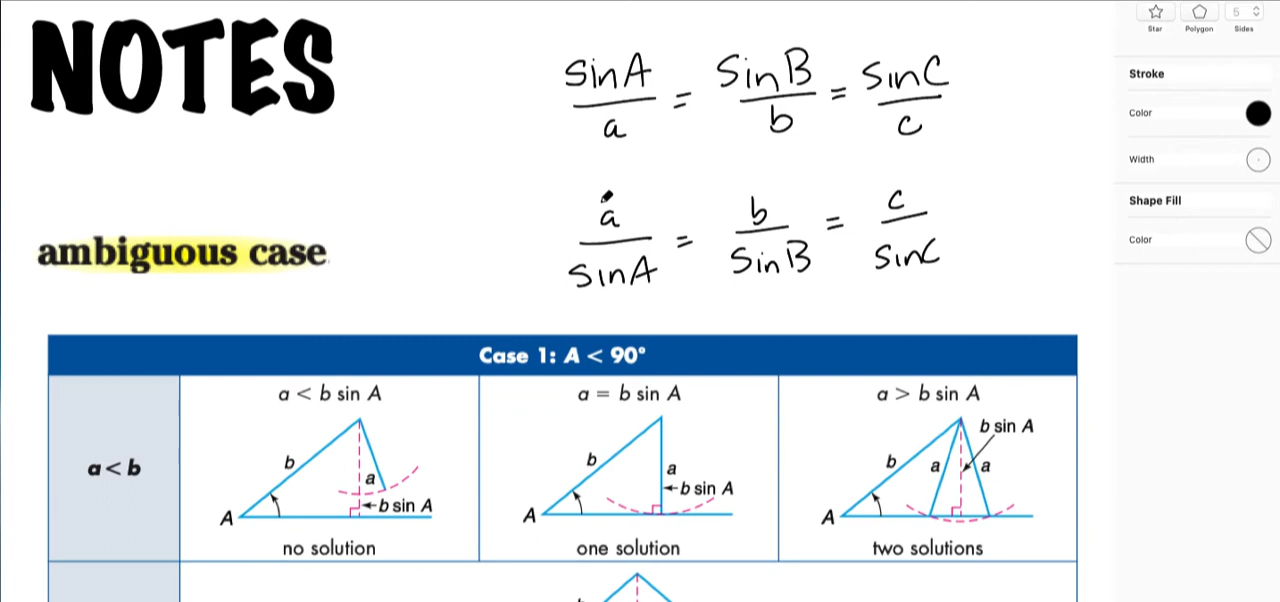 NOTES
sinA/a = SinB/b = SinC/c
a/sinA = b/SinB = c/SinC
ambiguous case
Case 1: A < 90°
a < b
a < b sin A
b
a
b sin A
A
no solution
a = b sin A
b
a
b sin A
A
one solution
a > b sin A
b sin A
b
a
a
A
two solutions
Star
Polygon
5
Sides
Stroke
Color
Width
Shape Fill
Color